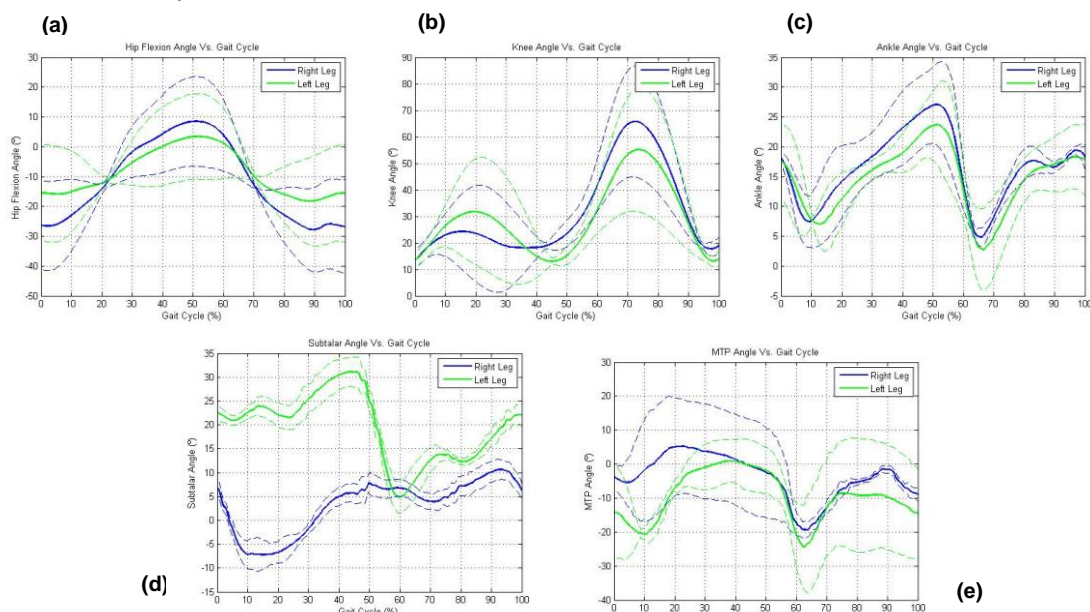 (a)
(b)
(c)
Hip Flexion Angle Vs. Gait Cycle
30
20
10
0
-10
-20
-30
-40
-50
Hip Flexion Angle (º)
Right Leg
Left Leg
0 10 20 30 40 50 60 70 80 90 100
Gait Cycle (%)
Knee Angle Vs. Gait Cycle
90
80
70
60
50
40
30
20
10
0
Knee Angle (º)
Right Leg
Left Leg
0 10 20 30 40 50 60 70 80 90 100
Gait Cycle (%)
Ankle Angle Vs. Gait Cycle
35
30
25
20
15
10
5
0
-5
Ankle Angle (º)
Right Leg
Left Leg
0 10 20 30 40 50 60 70 80 90 100
Gait Cycle (%)
Subtalar Angle Vs. Gait Cycle
35
30
25
20
15
10
5
0
-5
-10
-15
Subtalar Angle (º)
Right Leg
Left Leg
0 10 20 30 40 50 60 70 80 90 100
Gait Cycle (%)
(d)
MTP Angle Vs. Gait Cycle
30
20
10
0
-10
-20
-30
-40
MTP Angle (º)
Right Leg
Left Leg
0 10 20 30 40 50 60 70 80 90 100
(e)